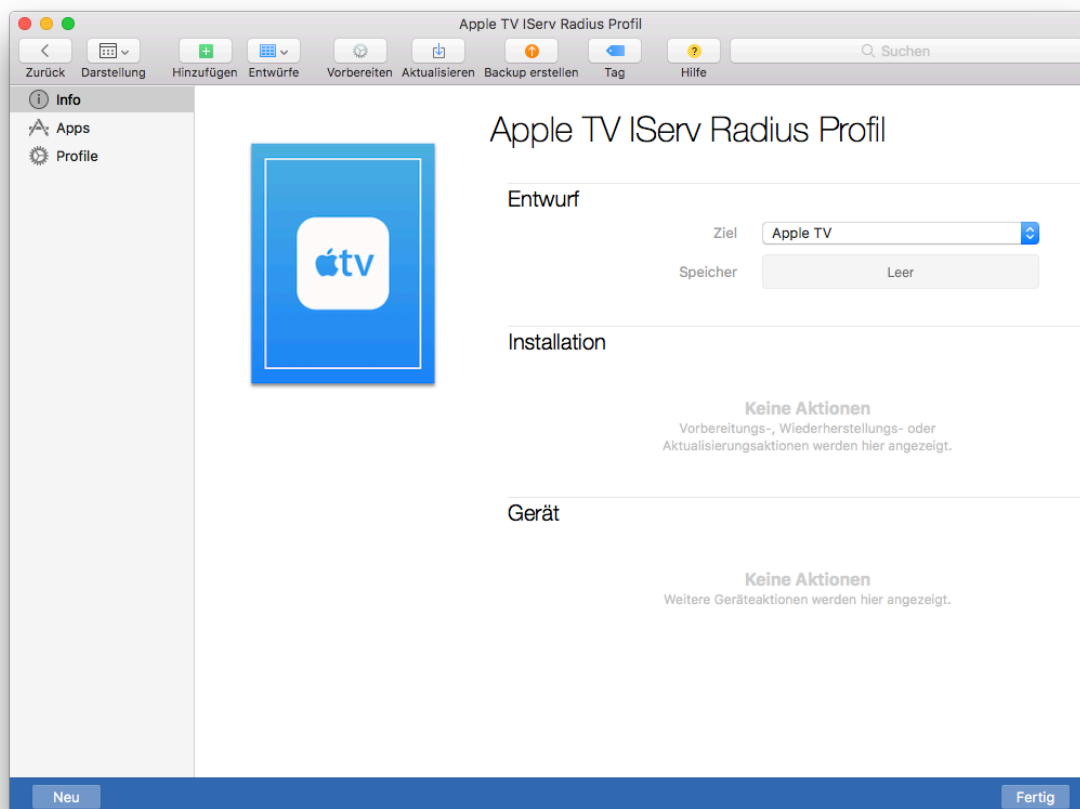 Apple TV IServ Radius Profil
Zurück Darstellung Hinzufügen Entwürfe Vorbereiten Aktualisieren Backup erstellen Tag Hilfe Suchen
Info
Apps
Profile
tv
Apple TV IServ Radius Profil
Entwurf
Ziel Apple TV
Speicher Leer
Installation
Keine Aktionen
Vorbereitungs-, Wiederherstellungs- oder
Aktualisierungsaktionen werden hier angezeigt.
Gerät
Keine Aktionen
Weitere Geräteaktionen werden hier angezeigt.
Neu Fertig